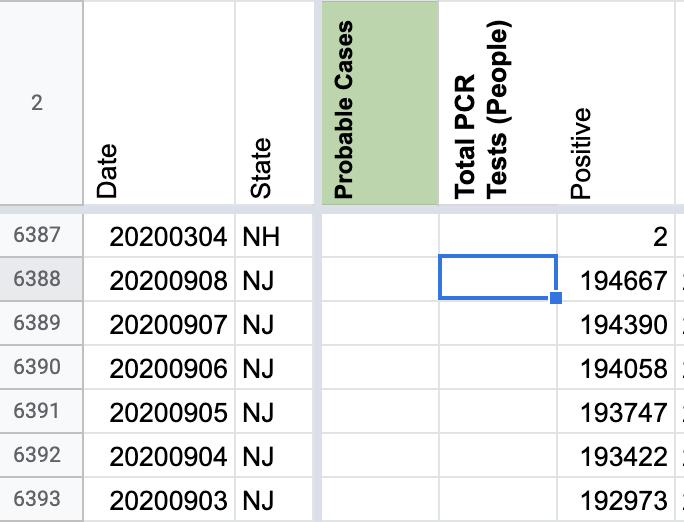 2 Date State Probable Cases Total PCR Tests (People) Positive
6387 20200304 NH 2
6388 20200908 NJ 194667
6389 20200907 NJ 194390
6390 20200906 NJ 194058
6391 20200905 NJ 193747
6392 20200904 NJ 193422
6393 20200903 NJ 192973